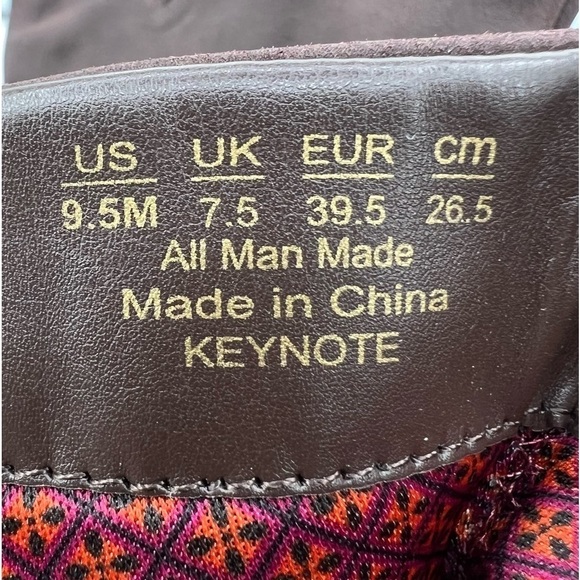 US UK EUR cm
9.5M 7.5 39.5 26.5
All Man Made
Made in China
KEYNOTE